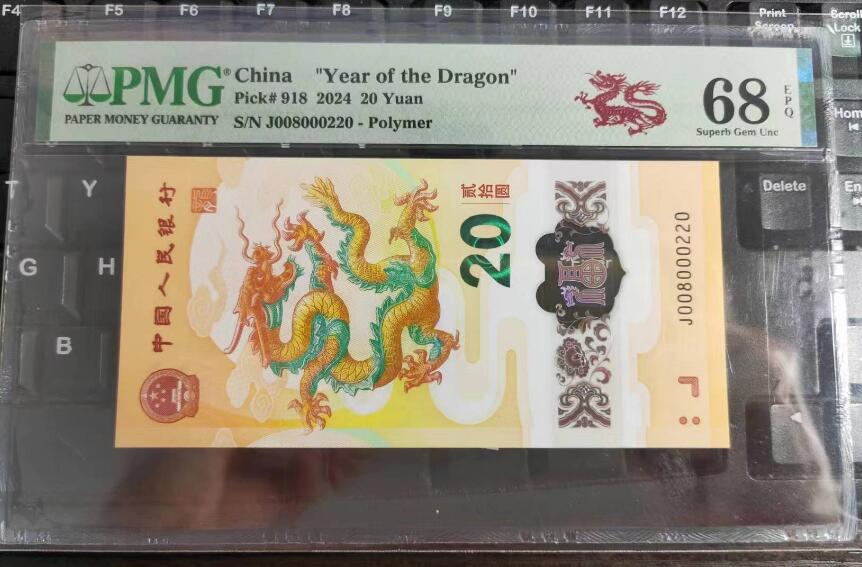 F4 F5 F6 F7 F8 F9 F10 F11 F12 Print Screen Scroll Lock
PMG®
PAPER MONEY GUARANTY
China "Year of the Dragon"
Pick# 918 2024 20 Yuan
S/N J008000220 - Polymer
68
EPQ
Superb Gem Unc
Home
中国人民银行
贰拾圆
20
福
J008000220
T Y
Delete
G H
B